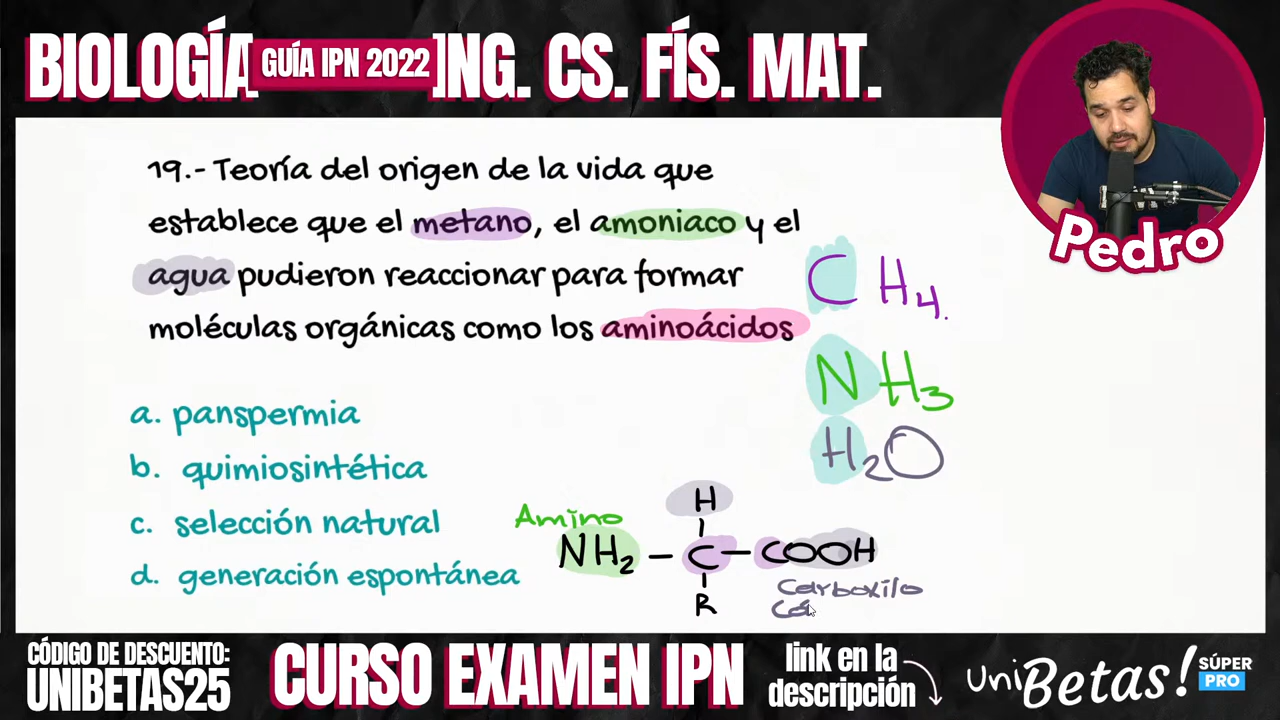 BIOLOGÍA[GUÍA IPN 2022]ING. CS. FÍS. MAT.
Pedro
19.- Teoría del origen de la vida que
establece que el metano, el amoniaco y el
agua pudieron reaccionar para formar
moléculas orgánicas como los aminoácidos
CH4.
NH3
H2O
a. panspermia
b. quimiosintética
c. selección natural
d. generación espontánea
H
Amino
NH2 — C — COOH
R
Carboxilo
CÓDIGO DE DESCUENTO:
UNIBETAS25
CURSO EXAMEN IPN
link en la
descripción
uniBetas!
SÚPER
PRO